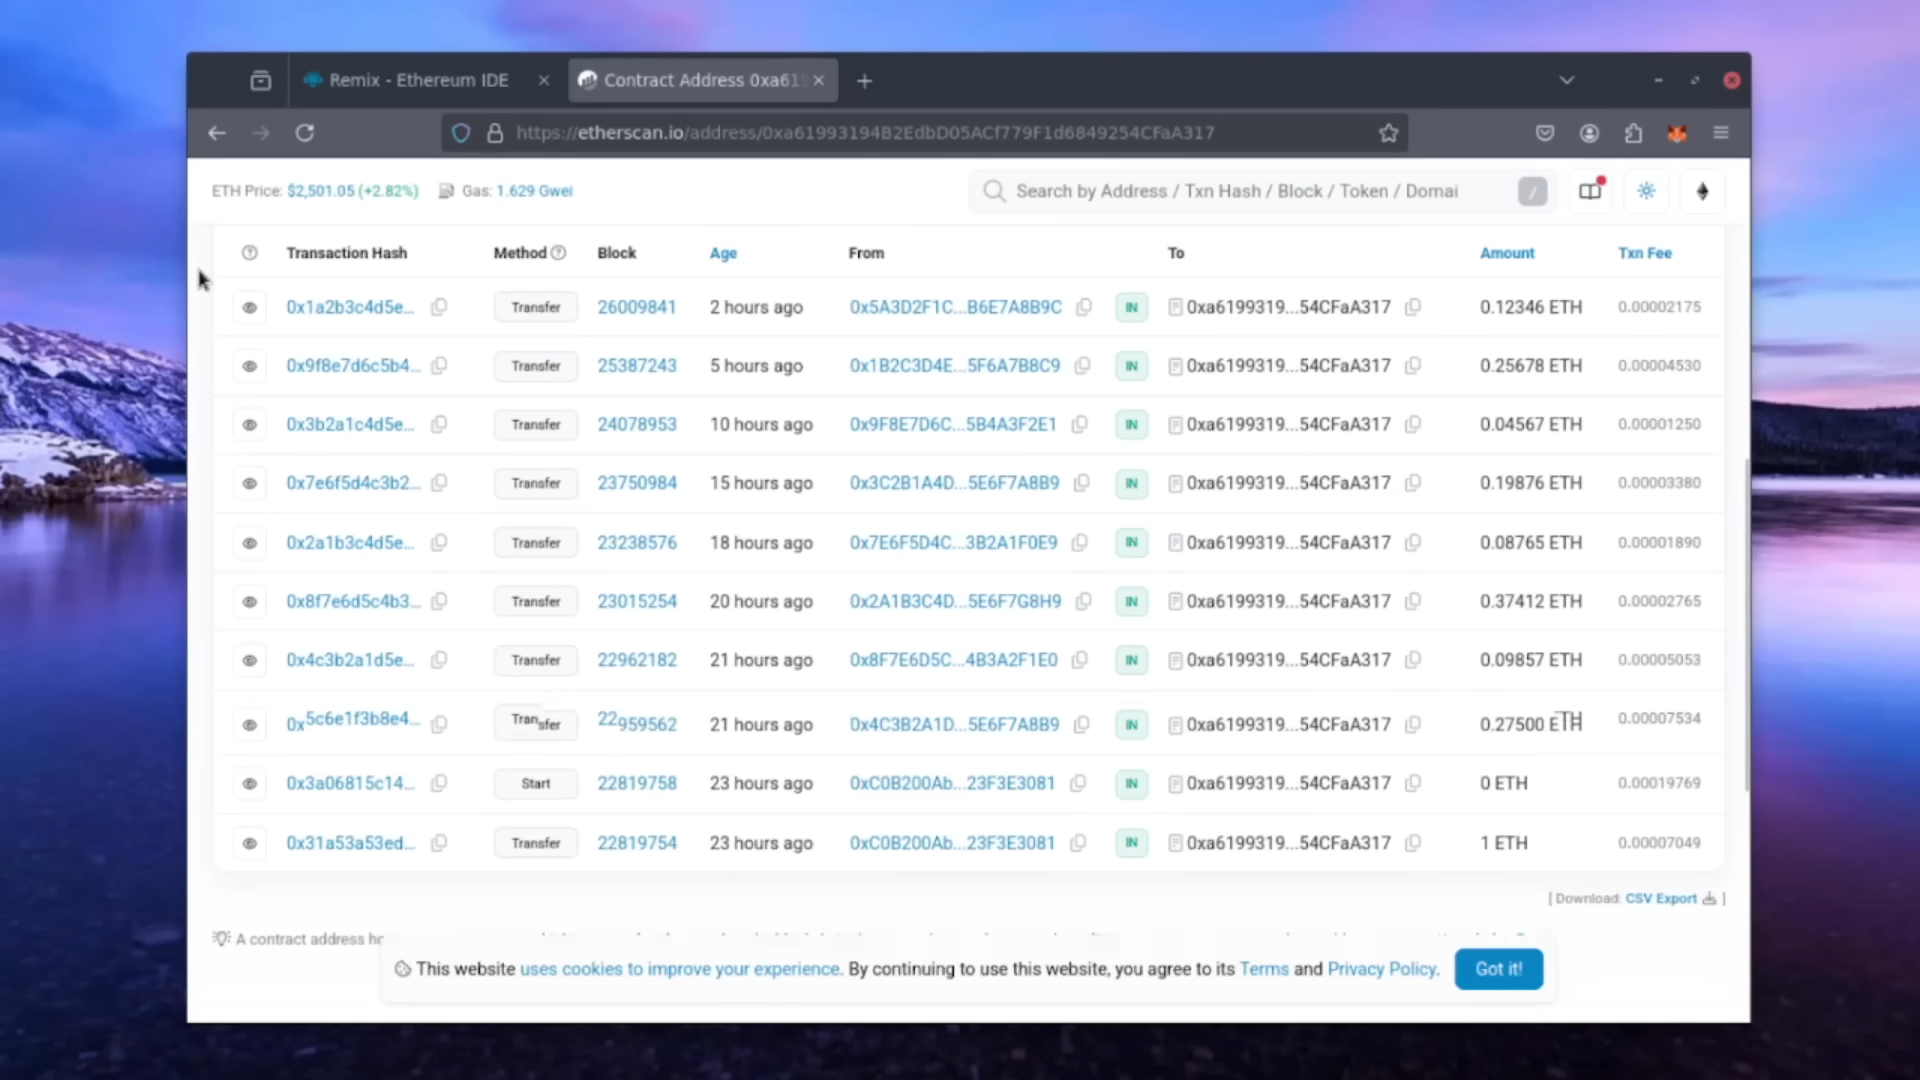 Remix - Ethereum IDE
Contract Address 0xa619
https://etherscan.io/address/0xa61993194B2EdbD05ACf779F1d6849254CFaA317
ETH Price: $2,501.05 (+2.82%) Gas: 1.629 Gwei
Search by Address / Txn Hash / Block / Token / Domai /
Transaction Hash Method Block Age From To Amount Txn Fee
0x1a2b3c4d5e... Transfer 26009841 2 hours ago 0x5A3D2F1C...B6E7A8B9C IN 0xa6199319...54CFaA317 0.12346 ETH 0.00002175
0x9f8e7d6c5b4... Transfer 25387243 5 hours ago 0x1B2C3D4E...5F6A7B8C9 IN 0xa6199319...54CFaA317 0.25678 ETH 0.00004530
0x3b2a1c4d5e... Transfer 24078953 10 hours ago 0x9F8E7D6C...5B4A3F2E1 IN 0xa6199319...54CFaA317 0.04567 ETH 0.00001250
0x7e6f5d4c3b2... Transfer 23750984 15 hours ago 0x3C2B1A4D...5E6F7A8B9 IN 0xa6199319...54CFaA317 0.19876 ETH 0.00003380
0x2a1b3c4d5e... Transfer 23238576 18 hours ago 0x7E6F5D4C...3B2A1F0E9 IN 0xa6199319...54CFaA317 0.08765 ETH 0.00001890
0x8f7e6d5c4b3... Transfer 23015254 20 hours ago 0x2A1B3C4D...5E6F7G8H9 IN 0xa6199319...54CFaA317 0.37412 ETH 0.00002765
0x4c3b2a1d5e... Transfer 22962182 21 hours ago 0x8F7E6D5C...4B3A2F1E0 IN 0xa6199319...54CFaA317 0.09857 ETH 0.00005053
0x5c6e1f3b8e4... Transfer 22959562 21 hours ago 0x4C3B2A1D...5E6F7A8B9 IN 0xa6199319...54CFaA317 0.27500 ETH 0.00007534
0x3a06815c14... Start 22819758 23 hours ago 0xC0B200Ab...23F3E3081 IN 0xa6199319...54CFaA317 0 ETH 0.00019769
0x31a53a53ed... Transfer 22819754 23 hours ago 0xC0B200Ab...23F3E3081 IN 0xa6199319...54CFaA317 1 ETH 0.00007049
[ Download: CSV Export ]
A contract address
This website uses cookies to improve your experience. By continuing to use this website, you agree to its Terms and Privacy Policy. Got it!